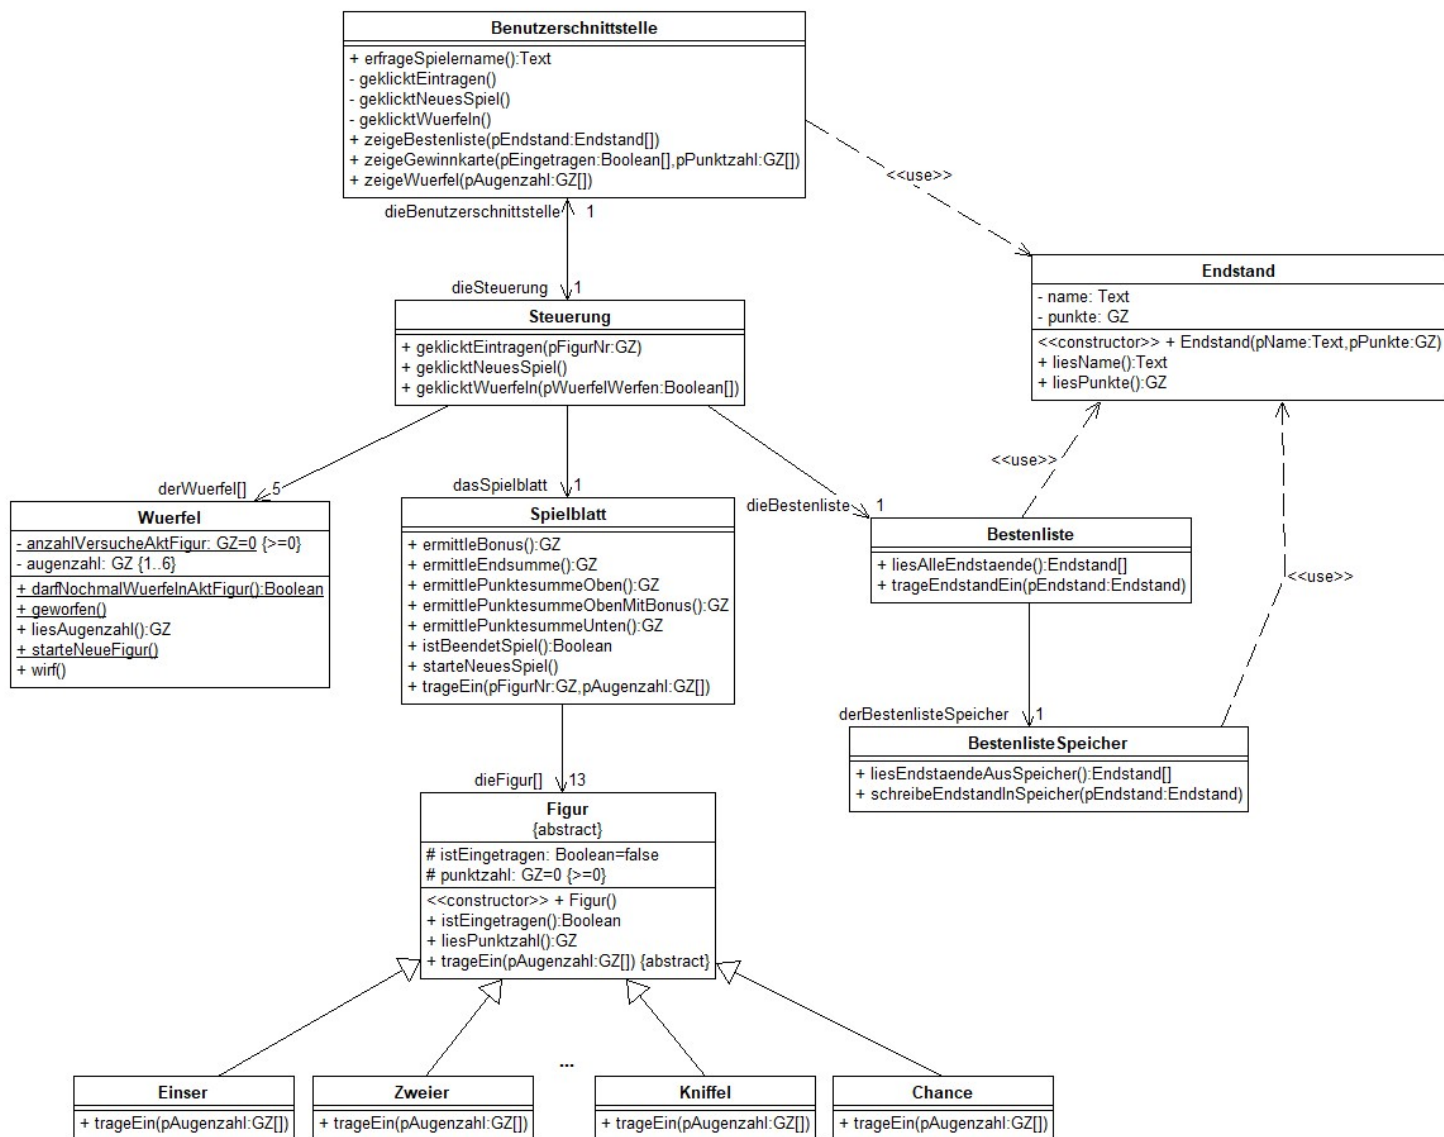 Benutzerschnittstelle
+ erfrageSpielername():Text
- geklicktEintragen()
- geklicktNeuesSpiel()
- geklicktWuerfeln()
+ zeigeBestenliste(pEndstand:Endstand[])
+ zeigeGewinnkarte(pEingetragen:Boolean[],pPunktzahl:GZ[])
+ zeigeWuerfel(pAugenzahl:GZ[])
<<use>>
dieBenutzerschnittstelle 1
dieSteuerung 1
Steuerung
+ geklicktEintragen(pFigurNr:GZ)
+ geklicktNeuesSpiel()
+ geklicktWuerfeln(pWuerfelWerfen:Boolean[])
Endstand
- name: Text
- punkte: GZ
<<constructor>> + Endstand(pName:Text,pPunkte:GZ)
+ liesName():Text
+ liesPunkte():GZ
<<use>>
<<use>>
derWuerfel[] 5
Wuerfel
- anzahlVersucheAktFigur: GZ=0 {>=0}
- augenzahl: GZ {1..6}
+ darfNochmalWuerfelnAktFigur():Boolean
+ geworfen()
+ liesAugenzahl():GZ
+ starteNeueFigur()
+ wirf()
dasSpielblatt 1
Spielblatt
+ ermittleBonus():GZ
+ ermittleEndsumme():GZ
+ ermittlePunktesummeOben():GZ
+ ermittlePunktesummeObenMitBonus():GZ
+ ermittlePunktesummeUnten():GZ
+ istBeendetSpiel():Boolean
+ starteNeuesSpiel()
+ trageEin(pFigurNr:GZ,pAugenzahl:GZ[])
dieBestenliste 1
Bestenliste
+ liesAlleEndstaende():Endstand[]
+ trageEndstandEin(pEndstand:Endstand)
derBestenlisteSpeicher 1
BestenlisteSpeicher
+ liesEndstaendeAusSpeicher():Endstand[]
+ schreibeEndstandInSpeicher(pEndstand:Endstand)
dieFigur[] 13
Figur
{abstract}
# istEingetragen: Boolean=false
# punktzahl: GZ=0 {>=0}
<<constructor>> + Figur()
+ istEingetragen():Boolean
+ liesPunktzahl():GZ
+ trageEin(pAugenzahl:GZ[]) {abstract}
...
Einser
+ trageEin(pAugenzahl:GZ[])
Zweier
+ trageEin(pAugenzahl:GZ[])
Kniffel
+ trageEin(pAugenzahl:GZ[])
Chance
+ trageEin(pAugenzahl:GZ[])